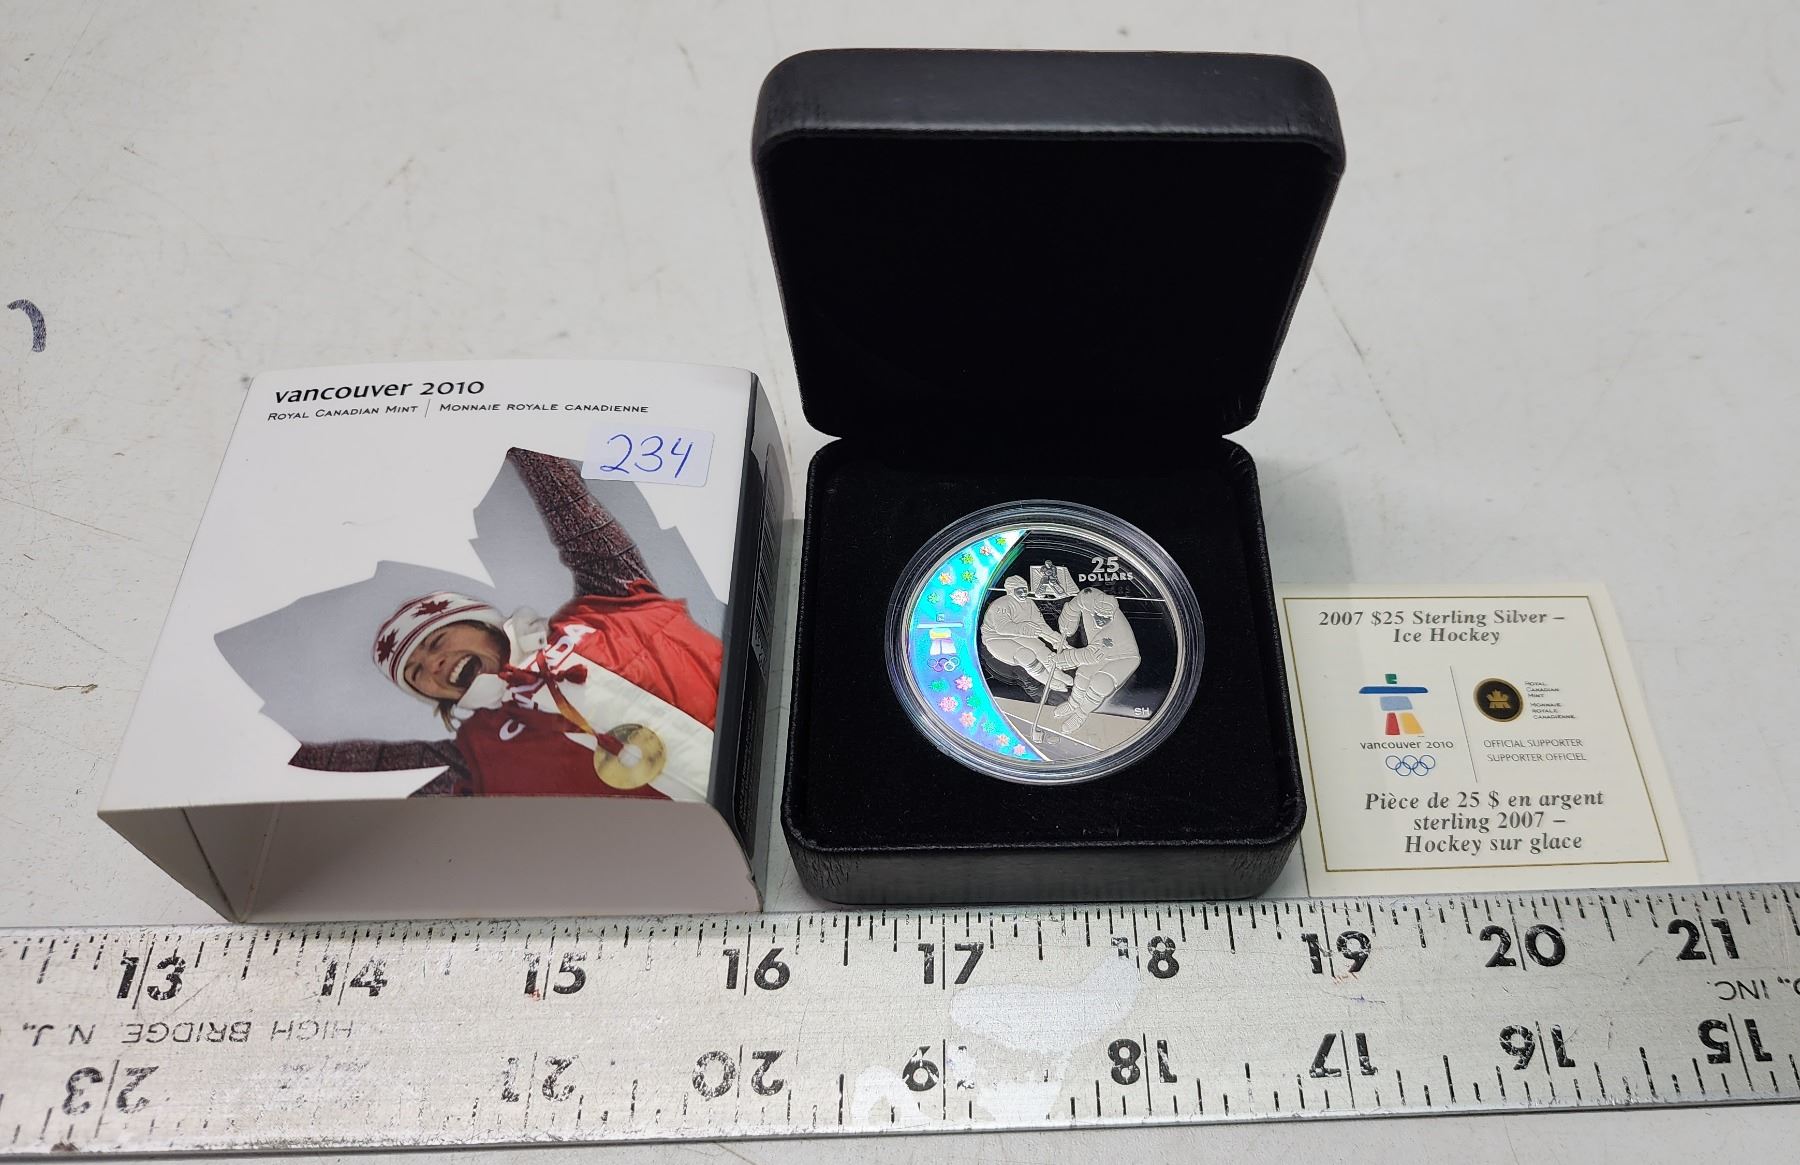 vancouver 2010
ROYAL CANADIAN MINT | MONNAIE ROYALE CANADIENNE
234
25
DOLLARS
SH
2007 $25 Sterling Silver –
Ice Hockey
vancouver 2010
ROYAL
CANADIAN
MINT
MONNAIE
ROYALE
CANADIENNE
OFFICIAL SUPPORTER
SUPPORTER OFFICIEL
Pièce de 25 $ en argent
sterling 2007 –
Hockey sur glace
13 14 15 16 17 18 19 20 21
HIGH BRIDGE, N.J.,
INC.
15 16 17 18 19 20 21 23